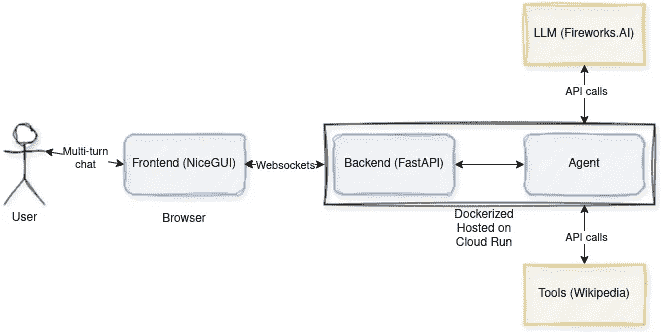 LLM (Fireworks.AI)
API calls
Multi-turn
chat
Frontend (NiceGUI)
Websockets
Backend (FastAPI)
Agent
User
Browser
Dockerized
Hosted on
Cloud Run
API calls
Tools (Wikipedia)